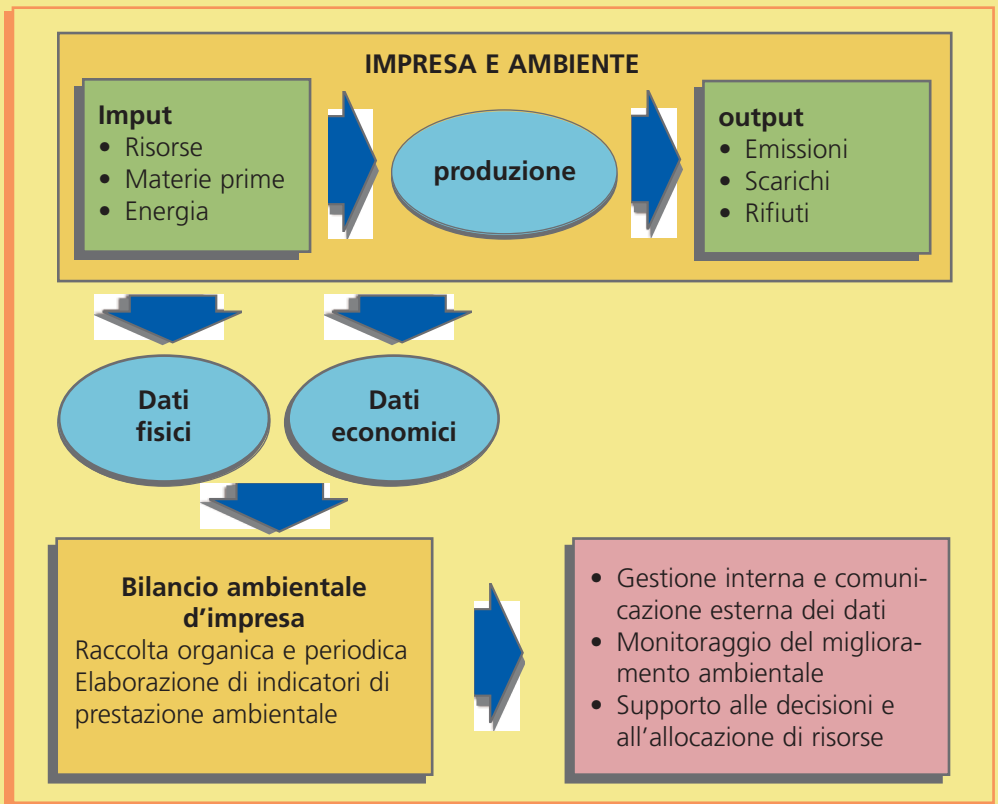 IMPRESA E AMBIENTE
Imput
• Risorse
• Materie prime
• Energia
produzione
output
• Emissioni
• Scarichi
• Rifiuti
Dati
fisici
Dati
economici
Bilancio ambientale
d’impresa
Raccolta organica e periodica
Elaborazione di indicatori di
prestazione ambientale
• Gestione interna e comuni-
cazione esterna dei dati
• Monitoraggio del migliora-
mento ambientale
• Supporto alle decisioni e
all’allocazione di risorse